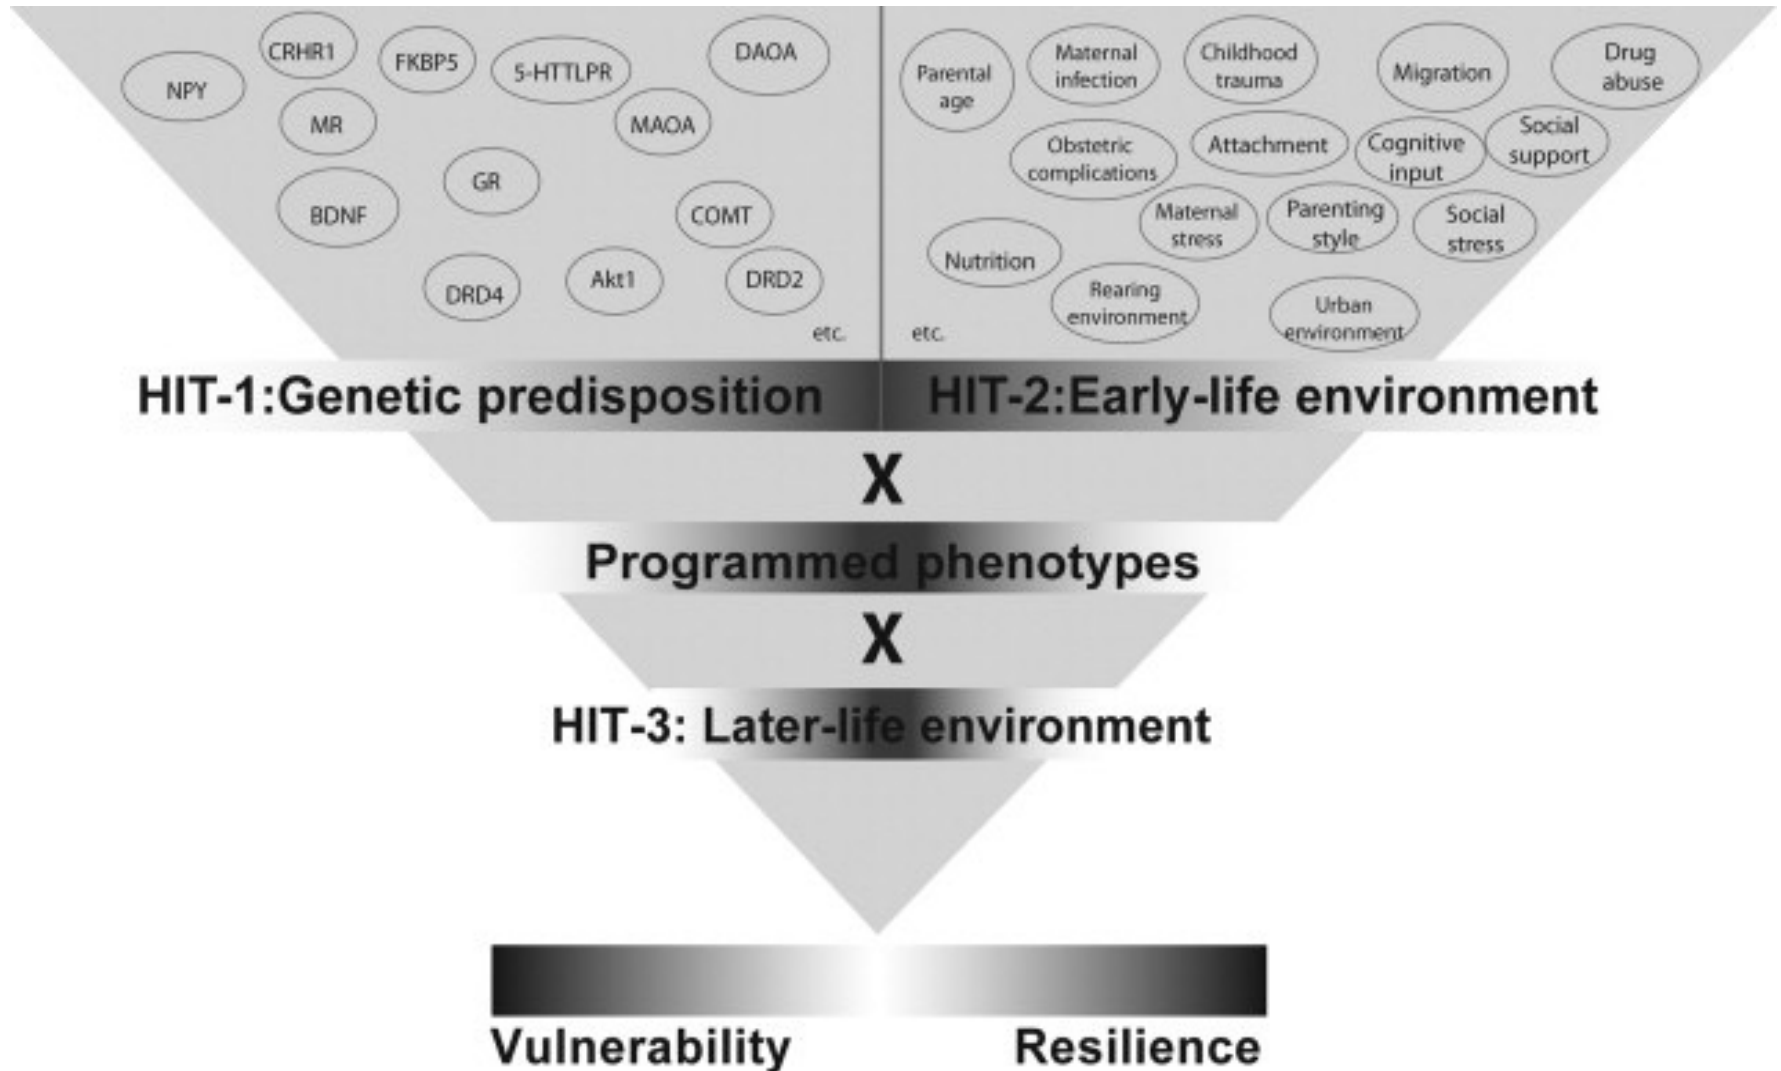 NPY
CRHR1
FKBP5
5-HTTLPR
DAOA
MR
MAOA
GR
BDNF
COMT
DRD4
Akt1
DRD2
etc.
Parental
age
Maternal
infection
Childhood
trauma
Migration
Drug
abuse
Obstetric
complications
Attachment
Cognitive
input
Social
support
Maternal
stress
Parenting
style
Social
stress
Nutrition
Rearing
environment
Urban
environment
etc.
HIT-1:Genetic predisposition
HIT-2:Early-life environment
X
Programmed phenotypes
X
HIT-3: Later-life environment
Vulnerability
Resilience